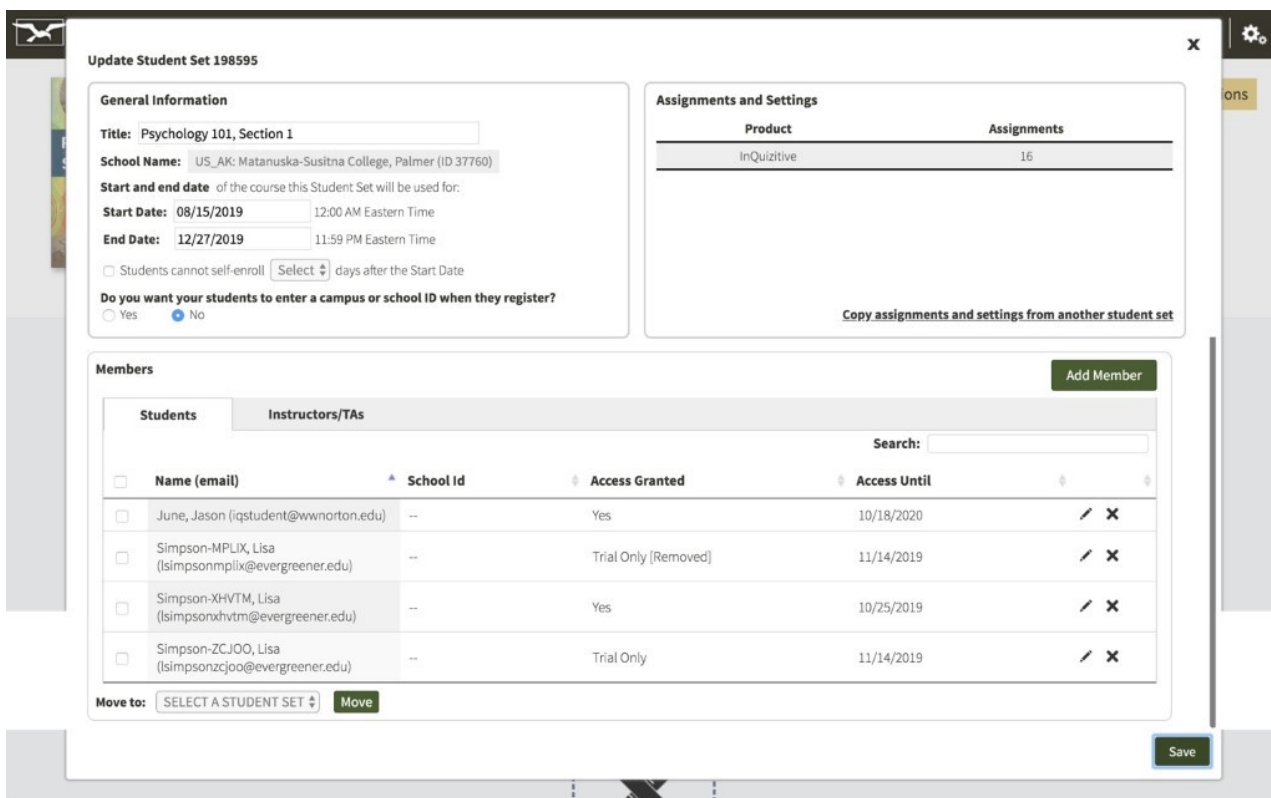 Update Student Set 198595
General Information
Title: Psychology 101, Section 1
School Name: US_AK: Matanuska-Susitna College, Palmer (ID 37760)
Start and end date of the course this Student Set will be used for:
Start Date: 08/15/2019 12:00 AM Eastern Time
End Date: 12/27/2019 11:59 PM Eastern Time
Students cannot self-enroll Select days after the Start Date
Do you want your students to enter a campus or school ID when they register?
Yes No
Assignments and Settings
Product Assignments
InQuizitive 16
Copy assignments and settings from another student set
ons
Members
Add Member
Students Instructors/TAs
Search:
Name (email) School Id Access Granted Access Until
June, Jason (iqstudent@wwnorton.edu) -- Yes 10/18/2020
Simpson-MPLIX, Lisa
(lsimpsonmplix@evergreener.edu) -- Trial Only [Removed] 11/14/2019
Simpson-XHVTM, Lisa
(lsimpsonxhvtm@evergreener.edu) -- Yes 10/25/2019
Simpson-ZCJOO, Lisa
(lsimpsonzcjoo@evergreener.edu) -- Trial Only 11/14/2019
Move to: SELECT A STUDENT SET Move
Save